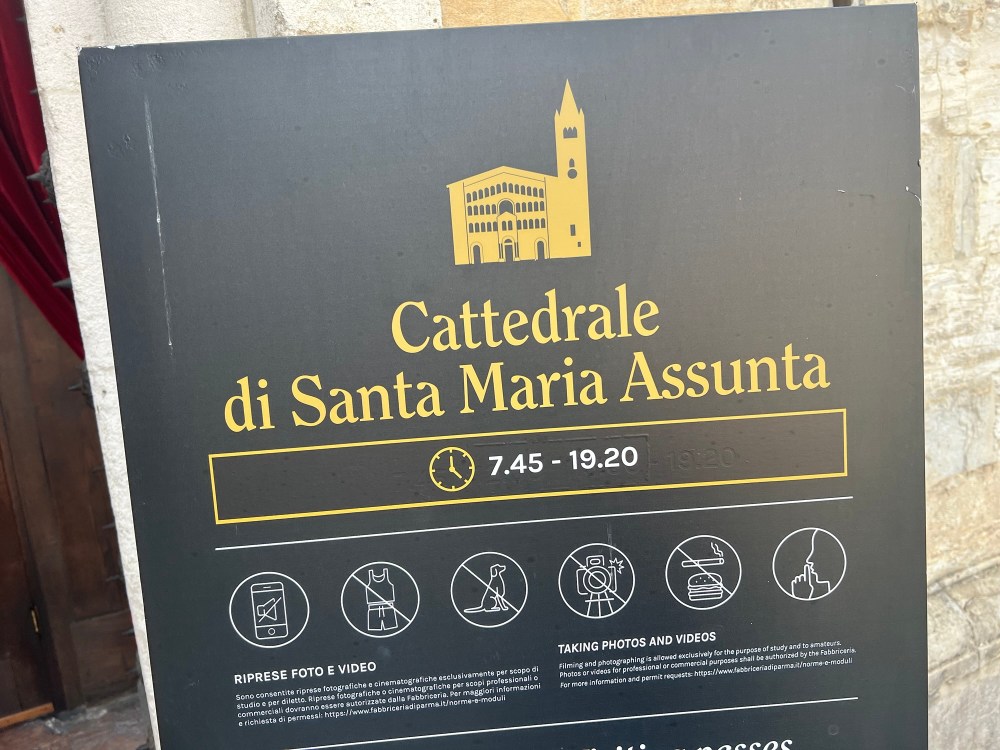 Cattedrale
di Santa Maria Assunta
7.45 - 19.20
19:20
RIPRESE FOTO E VIDEO
Sono consentite riprese fotografiche e cinematografiche esclusivamente per scopo di
studio e per diletto. Riprese fotografiche o cinematografiche per scopi professionali o
commerciali dovranno essere autorizzate dalla Fabbriceria. Per maggiori informazioni
e richiesta di permessi: https://www.fabbriceriadiparma.it/norme-e-moduli
TAKING PHOTOS AND VIDEOS
Filming and photographing is allowed exclusively for the purpose of study and to amateurs.
Photos or videos for professional or commercial purposes shall be authorized by the Fabbriceria.
For more information and permit requests: https://www.fabbriceriadiparma.it/norme-e-moduli
passes